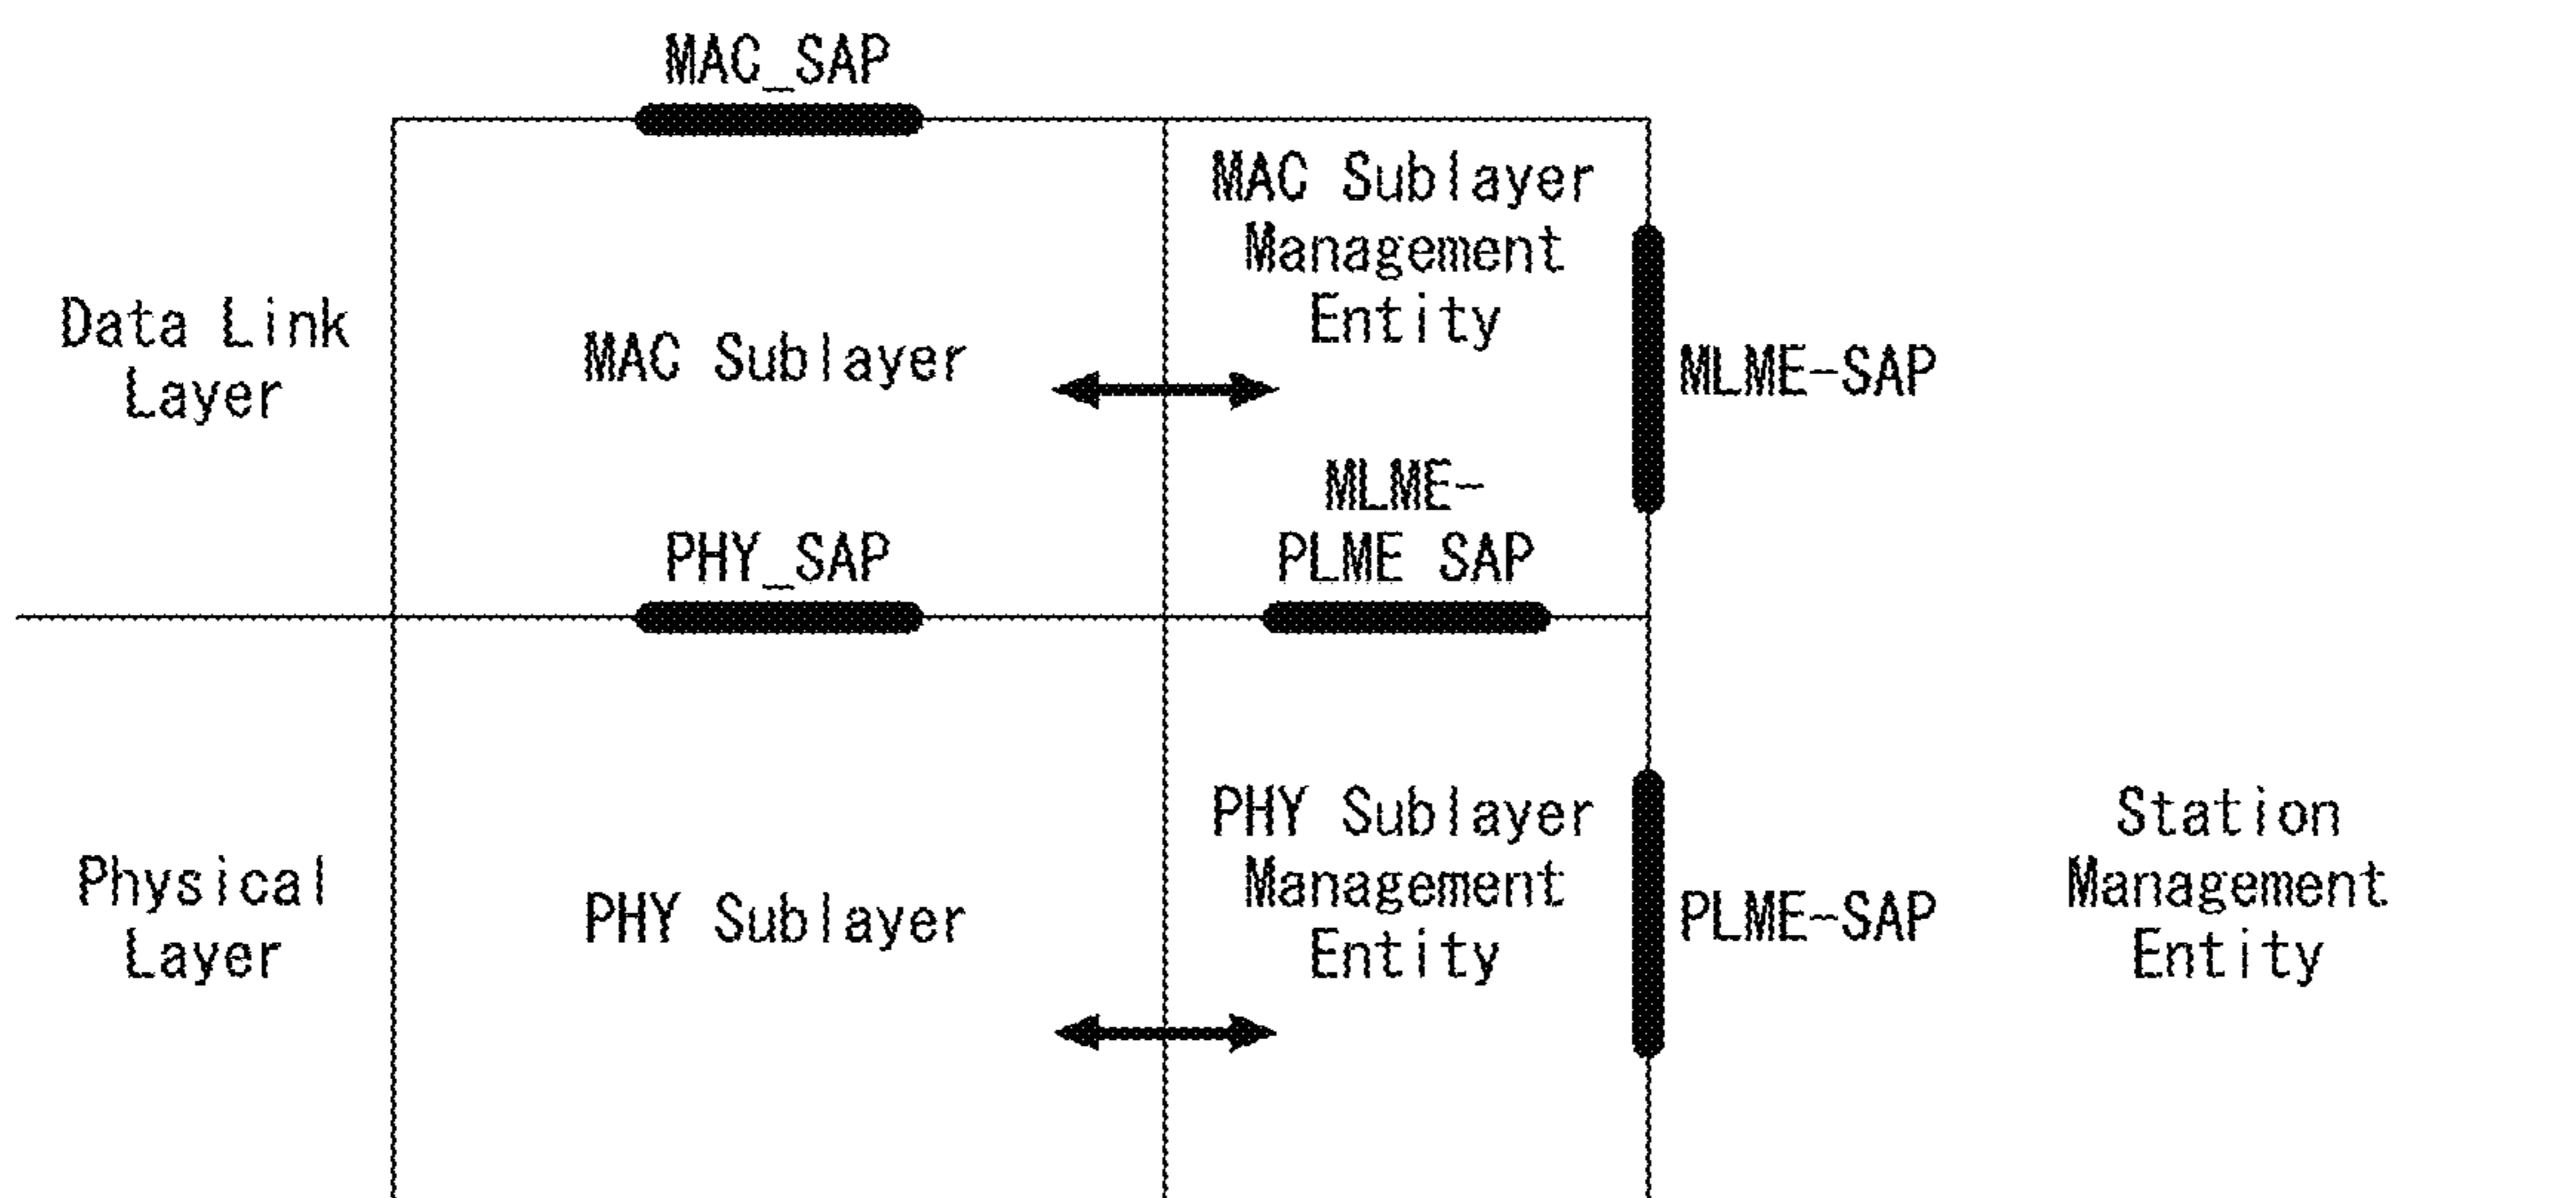 MAC_SAP
MAC Sublayer
Management
Entity
Data Link
Layer
MAC Sublayer
MLME-SAP
MLME-
PLME SAP
PHY_SAP
Physical
Layer
PHY Sublayer
PHY Sublayer
Management
Entity
PLME-SAP
Station
Management
Entity